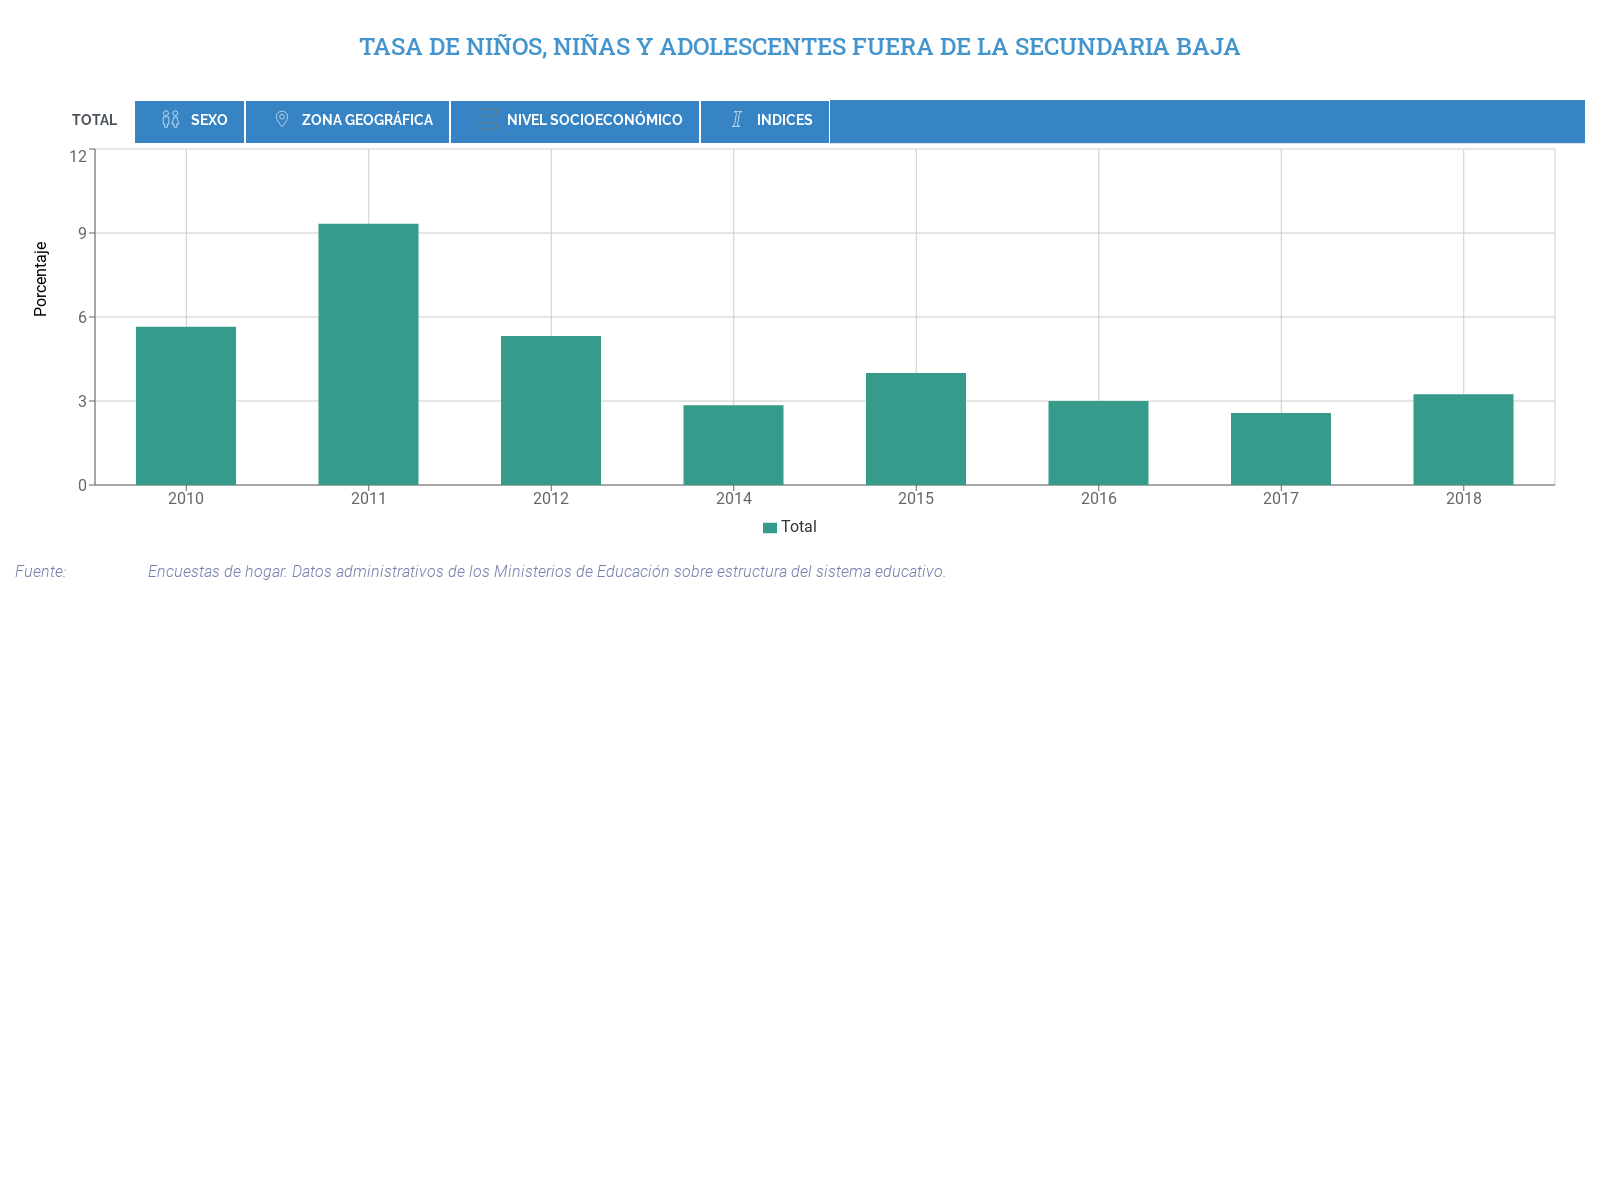 TASA DE NIÑOS, NIÑAS Y ADOLESCENTES FUERA DE LA SECUNDARIA BAJA
TOTAL SEXO ZONA GEOGRÁFICA NIVEL SOCIOECONÓMICO INDICES
Porcentaje
12
9
6
3
0
2010 2011 2012 2014 2015 2016 2017 2018
Total
Fuente: Encuestas de hogar. Datos administrativos de los Ministerios de Educación sobre estructura del sistema educativo.